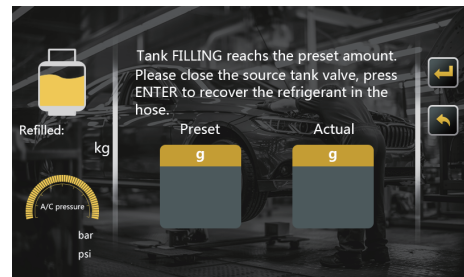 Tank FILLING reachs the preset amount.
Please close the source tank valve, press
ENTER to recover the refrigerant in the
hose.
Refilled:
kg
Preset
Actual
g
g
A/C pressure
bar
psi